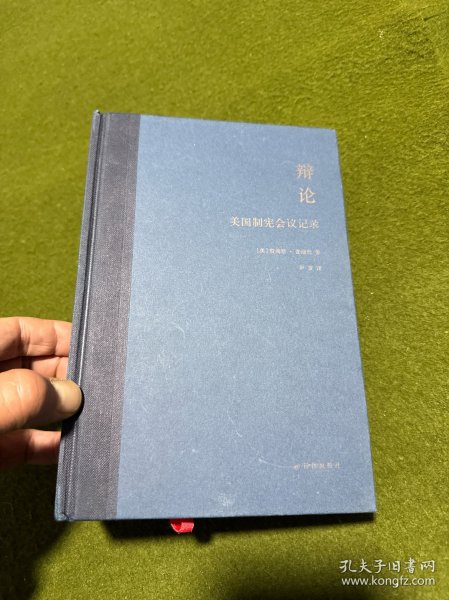 辩
论
美国制宪会议记录
[美]詹姆斯·麦迪逊 著
尹宣 译
译林出版社
孔夫子旧书网
www.kongfz.com